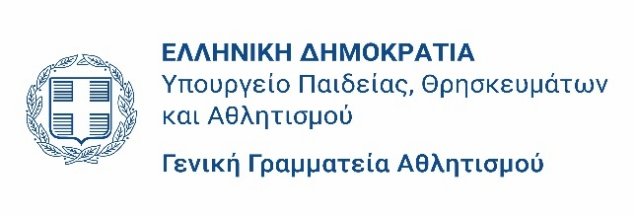 ΕΛΛΗΝΙΚΗ ΔΗΜΟΚΡΑΤΙΑ
Υπουργείο Παιδείας, Θρησκευμάτων
και Αθλητισμού
Γενική Γραμματεία Αθλητισμού